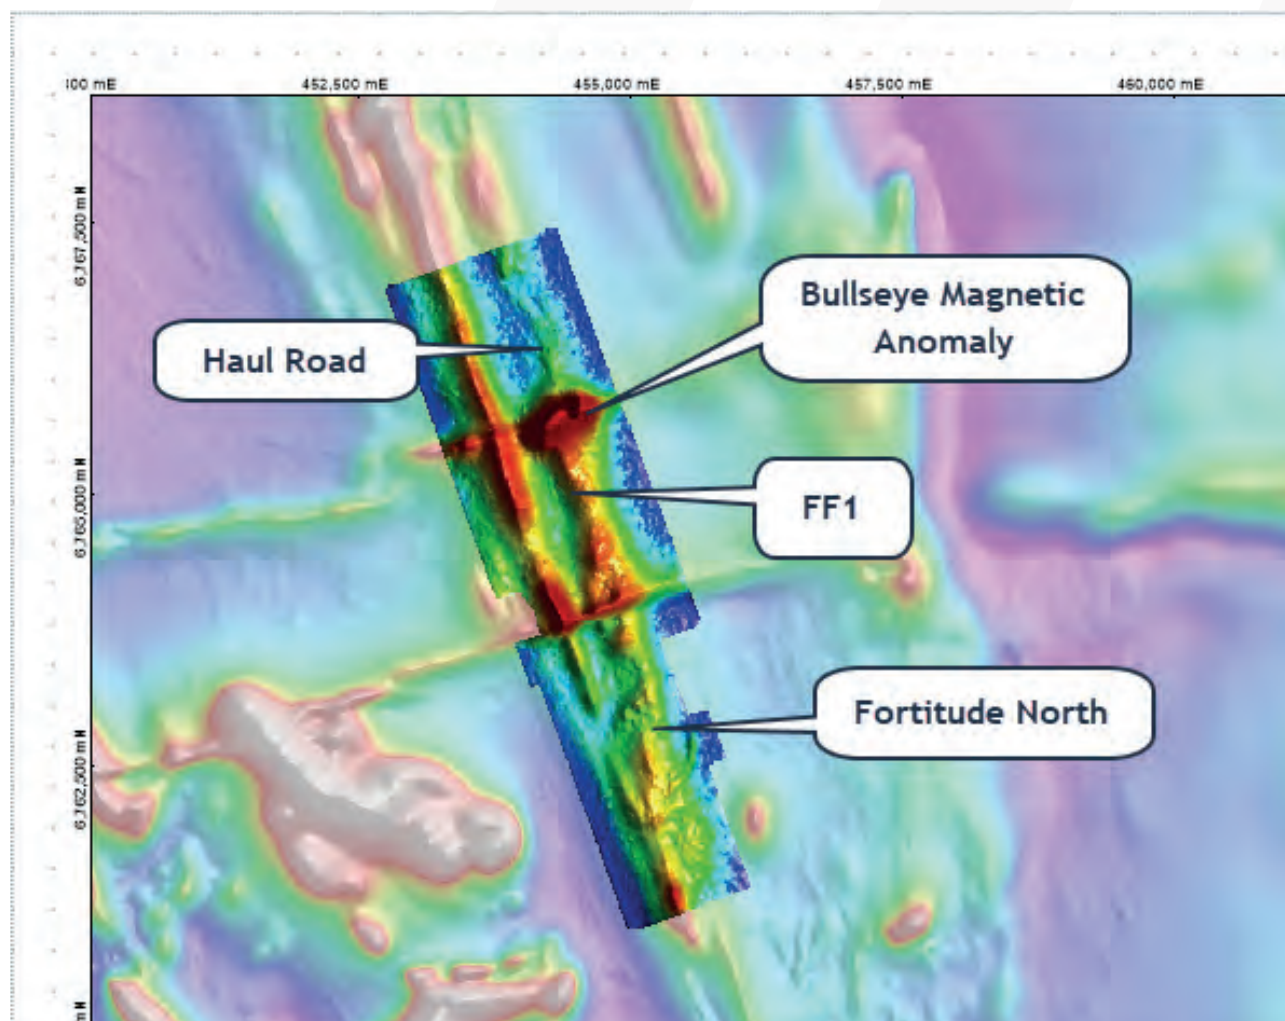 00 mE
452,500 mE
455,000 mE
457,500 mE
460,000 mE
6,767,500 mN
Bullseye Magnetic
Anomaly
Haul Road
6,765,000 mN
FF1
Fortitude North
6,762,500 mN
mN